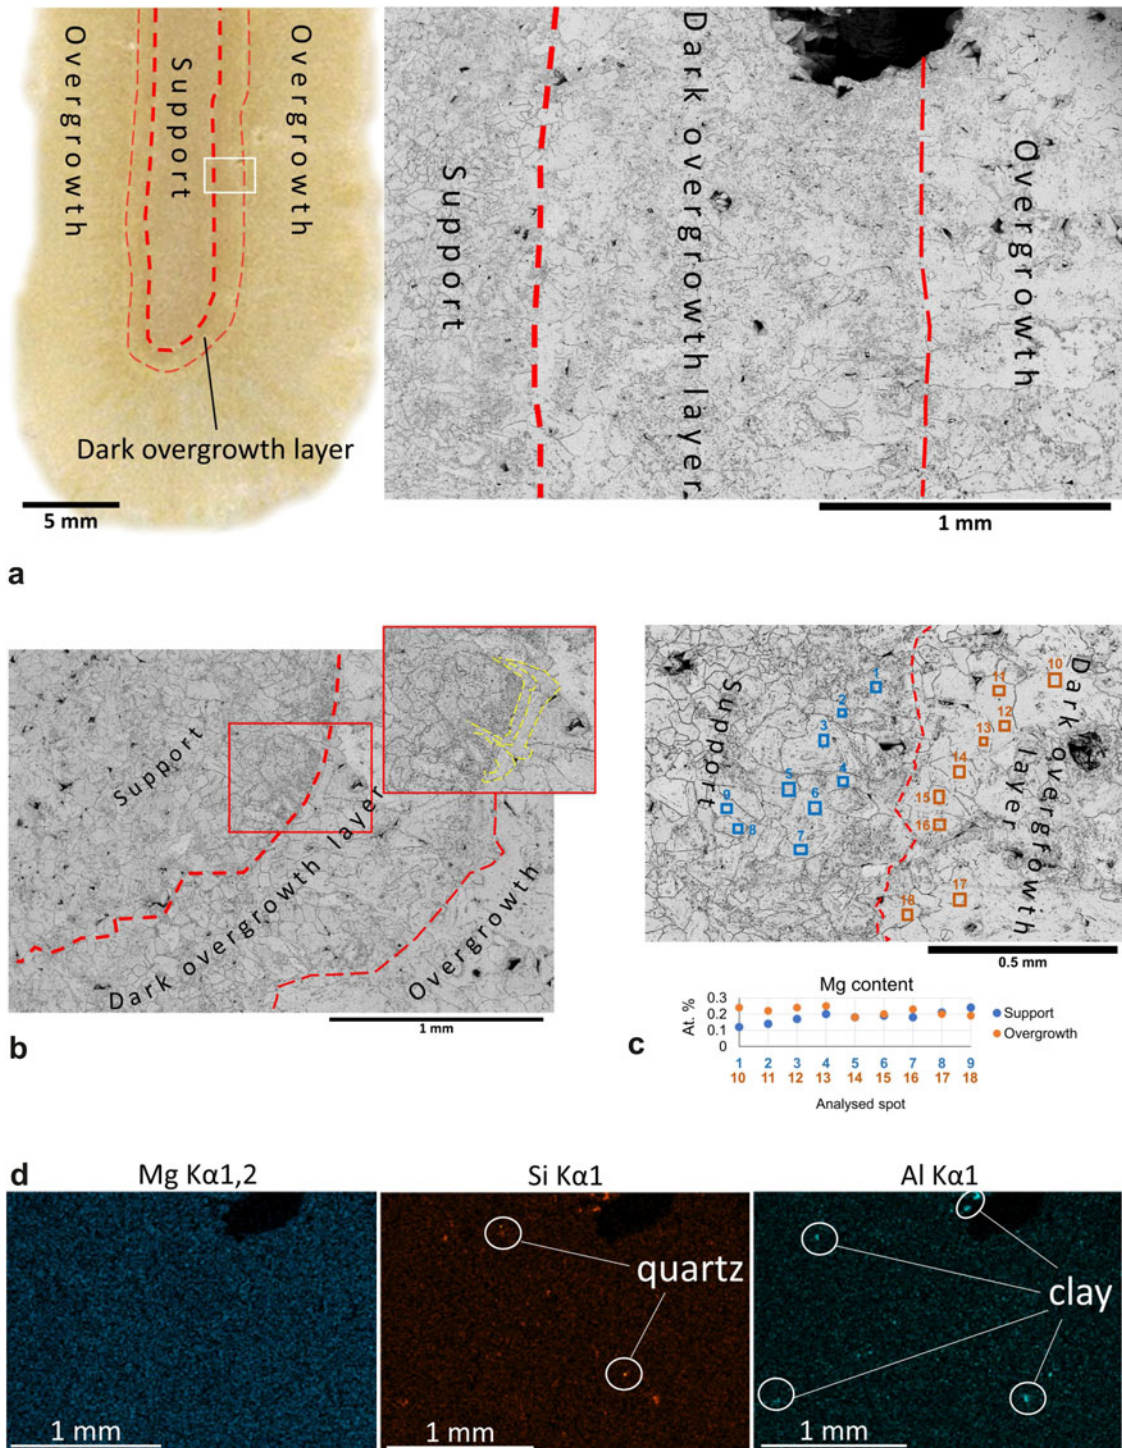 Overgrowth
Support
Overgrowth
Dark overgrowth layer
5 mm
Support
Dark overgrowth layer
Overgrowth
1 mm
a
Support
Dark overgrowth layer
Overgrowth
1 mm
b
Support
Dark overgrowth
layer
1
2
3
4
5
6
7
8
9
10
11
12
13
14
15
16
17
18
0.5 mm
c
Mg content
At. %
0.3
0.2
0.1
0
Support
Overgrowth
1 2 3 4 5 6 7 8 9
10 11 12 13 14 15 16 17 18
Analysed spot
d
Mg Kα1,2
Si Kα1
Al Kα1
quartz
clay
1 mm
1 mm
1 mm